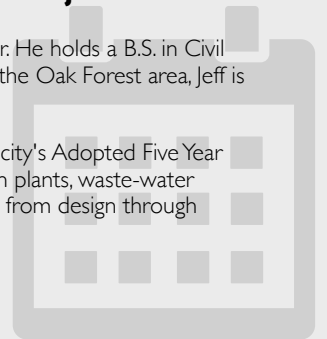 r. He holds a B.S. in Civil
the Oak Forest area, Jeff is
city's Adopted Five Year
n plants, waste-water
from design through